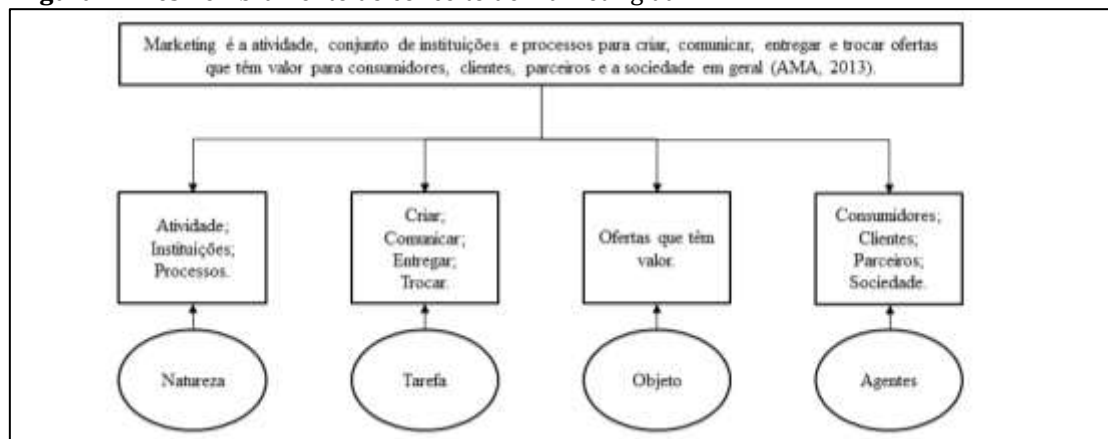 Marketing é a atividade, conjunto de instituições e processos para criar, comunicar, entregar e trocar ofertas
que têm valor para consumidores, clientes, parceiros e a sociedade em geral (AMA, 2013).
Atividade;
Instituições;
Processos.
Criar;
Comunicar;
Entregar;
Trocar.
Ofertas que têm
valor.
Consumidores;
Clientes;
Parceiros;
Sociedade.
Natureza
Tarefa
Objeto
Agentes